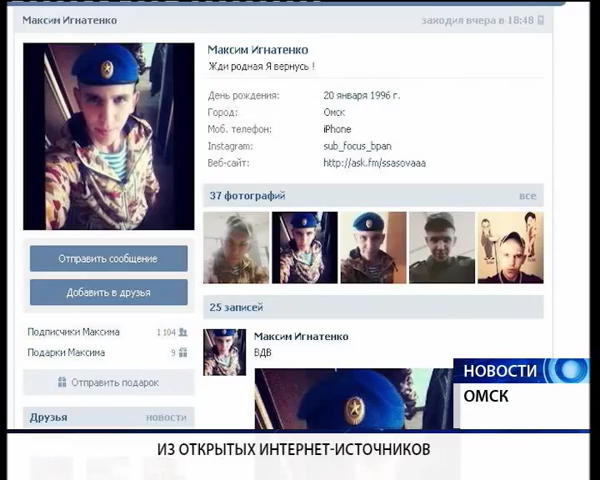 Максим Игнатенко
заходил вчера в 18:48
Максим Игнатенко
Жди родная Я вернусь !
День рождения: 20 января 1996 г.
Город: Омск
Моб. телефон: iPhone
Instagram: sub_focus_bpan
Веб-сайт: http://ask.fm/ssasovaaa
37 фотографий все
Отправить сообщение
Добавить в друзья
25 записей
Подписчики Максима 1 104
Подарки Максима 9
Отправить подарок
Друзья новости
Максим Игнатенко
ВДВ
НОВОСТИ
ОМСК
ИЗ ОТКРЫТЫХ ИНТЕРНЕТ-ИСТОЧНИКОВ